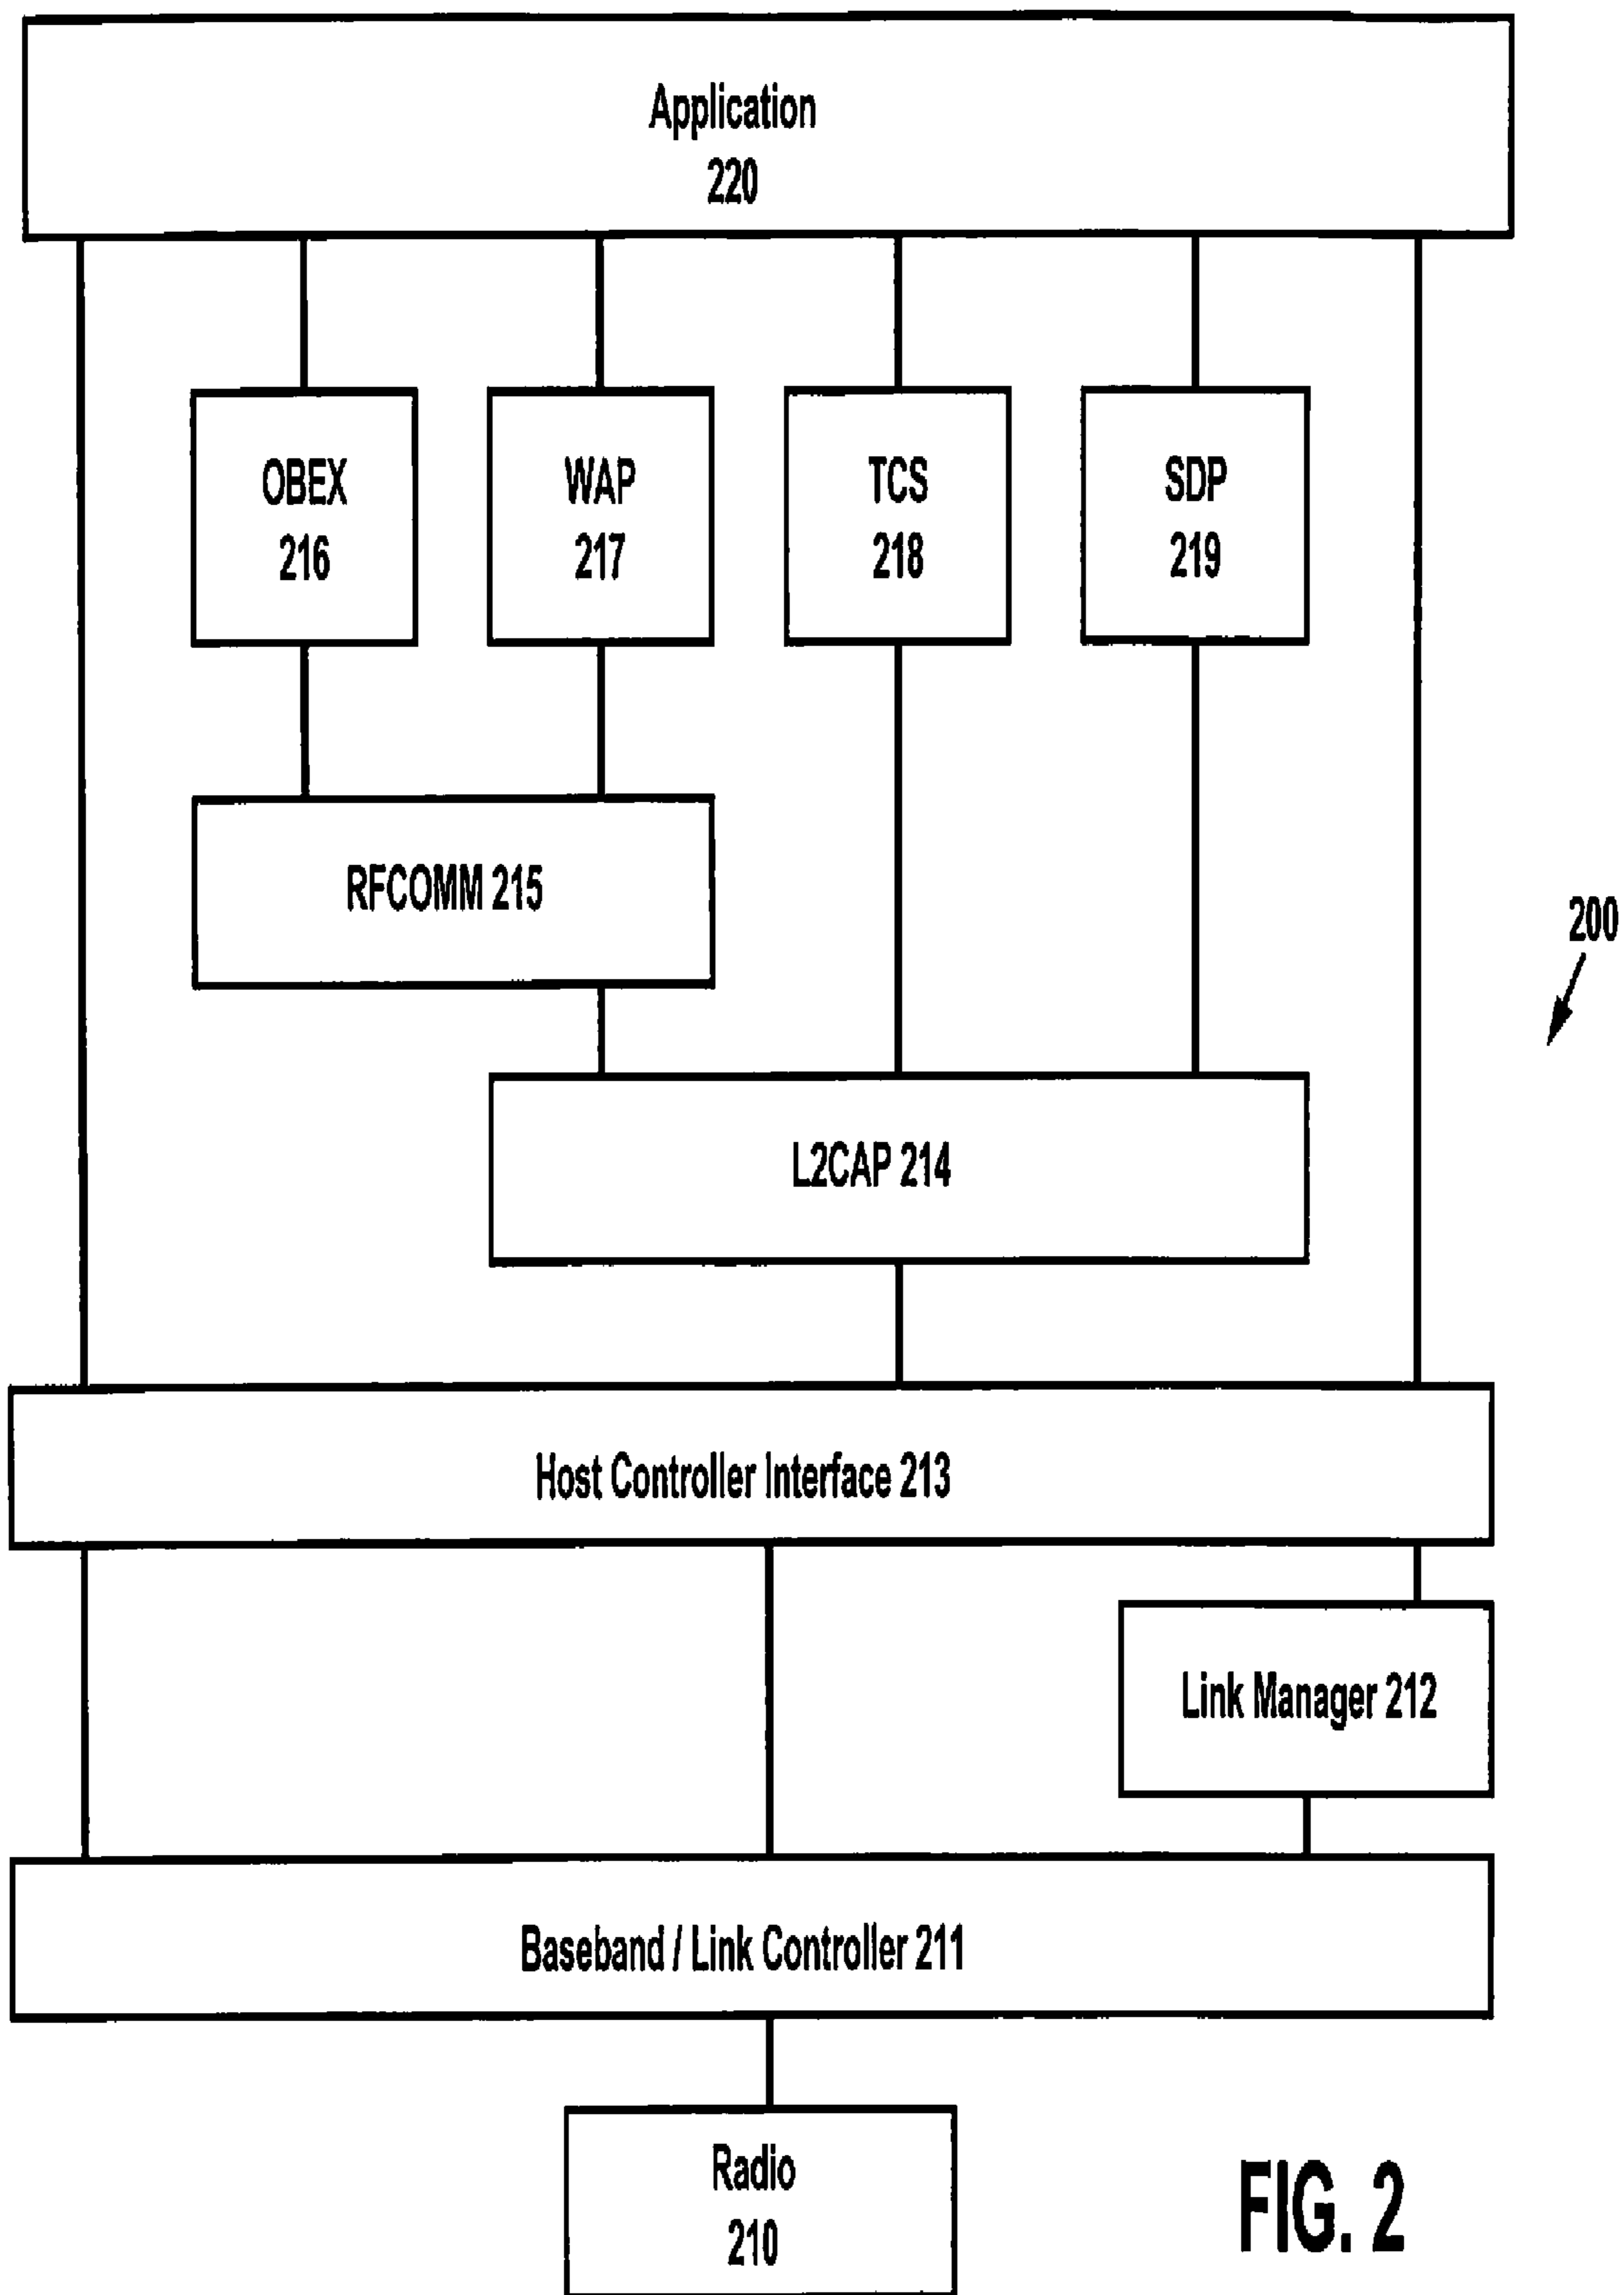 Application
220
OBEX
216
WAP
217
TCS
218
SDP
219
RFCOMM 215
200
L2CAP 214
Host Controller Interface 213
Link Manager 212
Baseband / Link Controller 211
Radio
210
FIG. 2